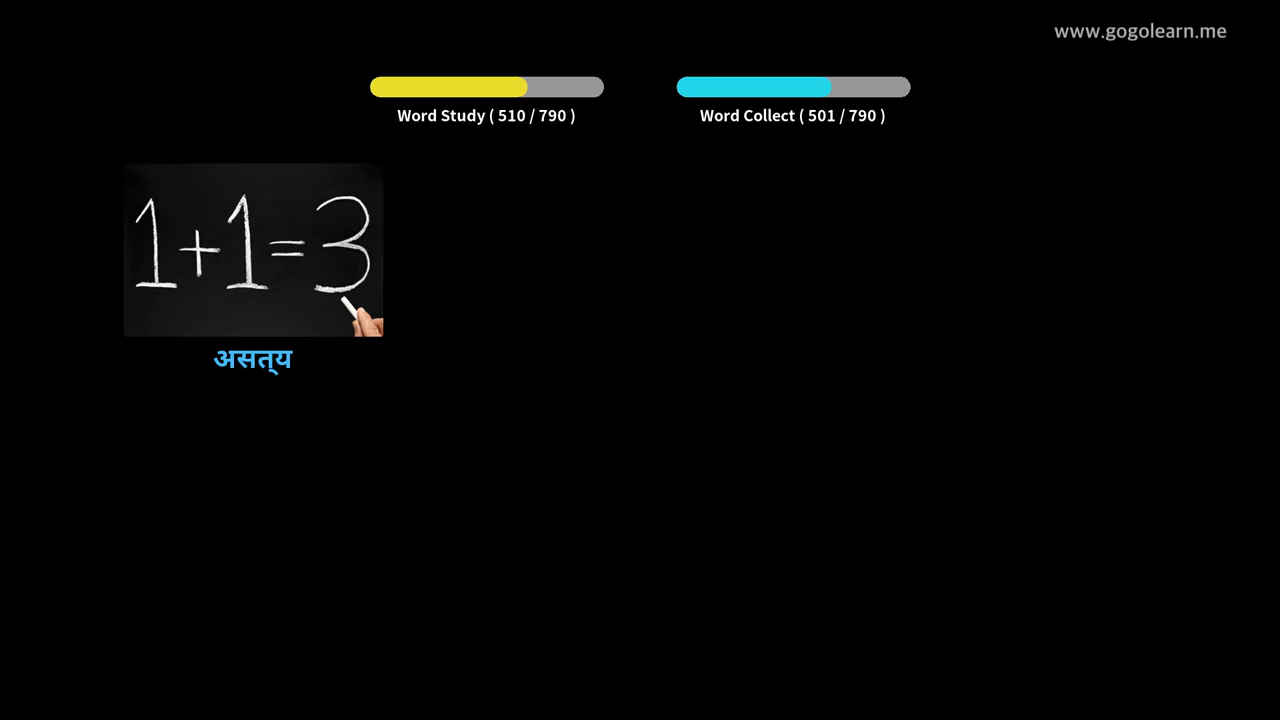 www.gogolearn.me
Word Study ( 510 / 790 )
Word Collect ( 501 / 790 )
1+1=3
असत्‌य